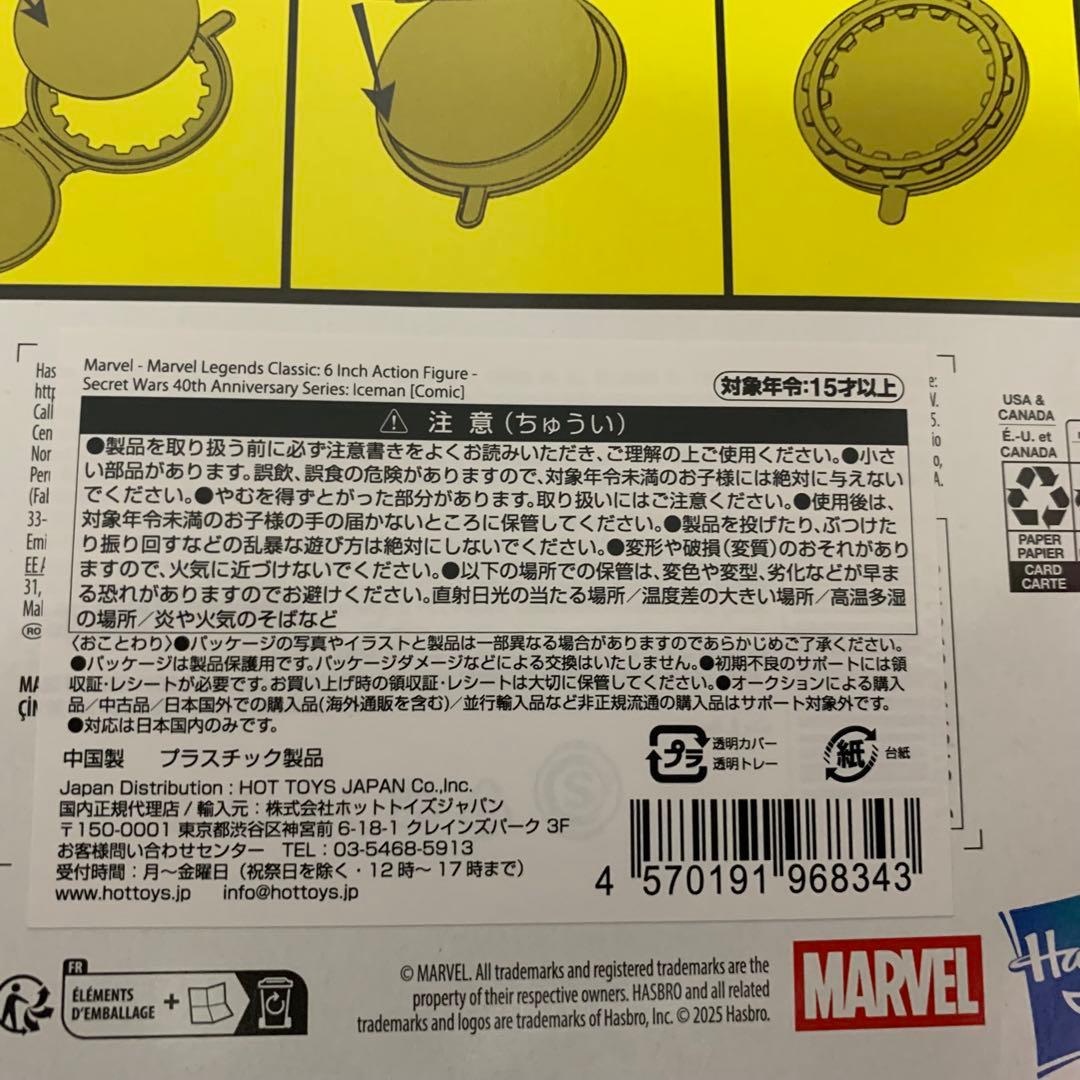 Marvel - Marvel Legends Classic: 6 Inch Action Figure -
Secret Wars 40th Anniversary Series: Iceman [Comic]
対象年令:15才以上
注 意(ちゅうい)
●製品を取り扱う前に必ず注意書きをよくお読みいただき、ご理解の上ご使用ください。●小さ
い部品があります。誤飲、誤食の危険がありますので、対象年令未満のお子様には絶対に与えない
でください。●やむを得ずとがった部分があります。取り扱いにはご注意ください。●使用後は、
対象年令未満のお子様の手の届かないところに保管してください。●製品を投げたり、ぶつけた
り振り回すなどの乱暴な遊び方は絶対にしないでください。●変形や破損(変質)のおそれがあり
ますので、火気に近づけないでください。●以下の場所での保管は、変色や変型、劣化などが早ま
る恐れがありますのでお避けください。直射日光の当たる場所/温度差の大きい場所/高温多湿
の場所/炎や火気のそばなど
〈おことわり〉●パッケージの写真やイラストと製品は一部異なる場合がありますのであらかじめご了承ください。
●パッケージは製品保護用です。パッケージダメージなどによる交換はいたしません。●初期不良のサポートには領
収証・レシートが必要です。お買い上げ時の領収証・レシートは大切に保管してください。●オークションによる購入
品/中古品/日本国外での購入品(海外通販を含む)/並行輸入品など非正規流通の購入品はサポート対象外です。
●対応は日本国内のみです。
中国製 プラスチック製品
プラ
透明カバー
透明トレー
紙
台紙
Japan Distribution : HOT TOYS JAPAN Co.,Inc.
国内正規代理店 / 輸入元 : 株式会社ホットトイズジャパン
〒150-0001 東京都渋谷区神宮前 6-18-1 クレインズパーク 3F
お客様問い合わせセンター TEL : 03-5468-5913
受付時間 : 月~金曜日 (祝祭日を除く・12時~17時まで)
www.hottoys.jp info@hottoys.jp
4 570191 968343
Has
http
Call
Cen
Nor
Per
(Fal
33-
Emi
31,
Mal
USA &
CANADA
É.-U. et
CANADA
PAPER
PAPIER
CARD
CARTE
FR
ÉLÉMENTS
D'EMBALLAGE
+
© MARVEL. All trademarks and registered trademarks are the
property of their respective owners. HASBRO and all related
trademarks and logos are trademarks of Hasbro, Inc. © 2025 Hasbro.
MARVEL
Ha